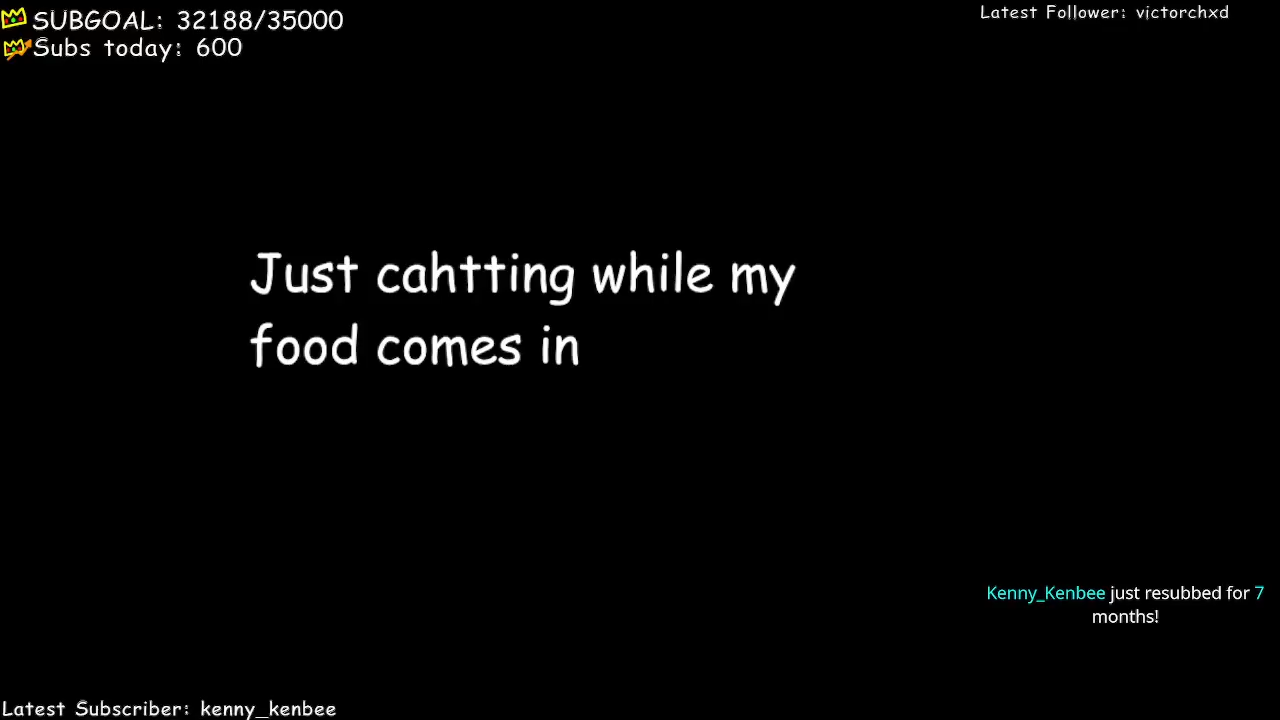 SUBGOAL: 32188/35000
Subs today: 600
Latest Follower: victorchxd
Just cahtting while my
food comes in
Kenny_Kenbee just resubbed for 7
months!
Latest Subscriber: kenny_kenbee